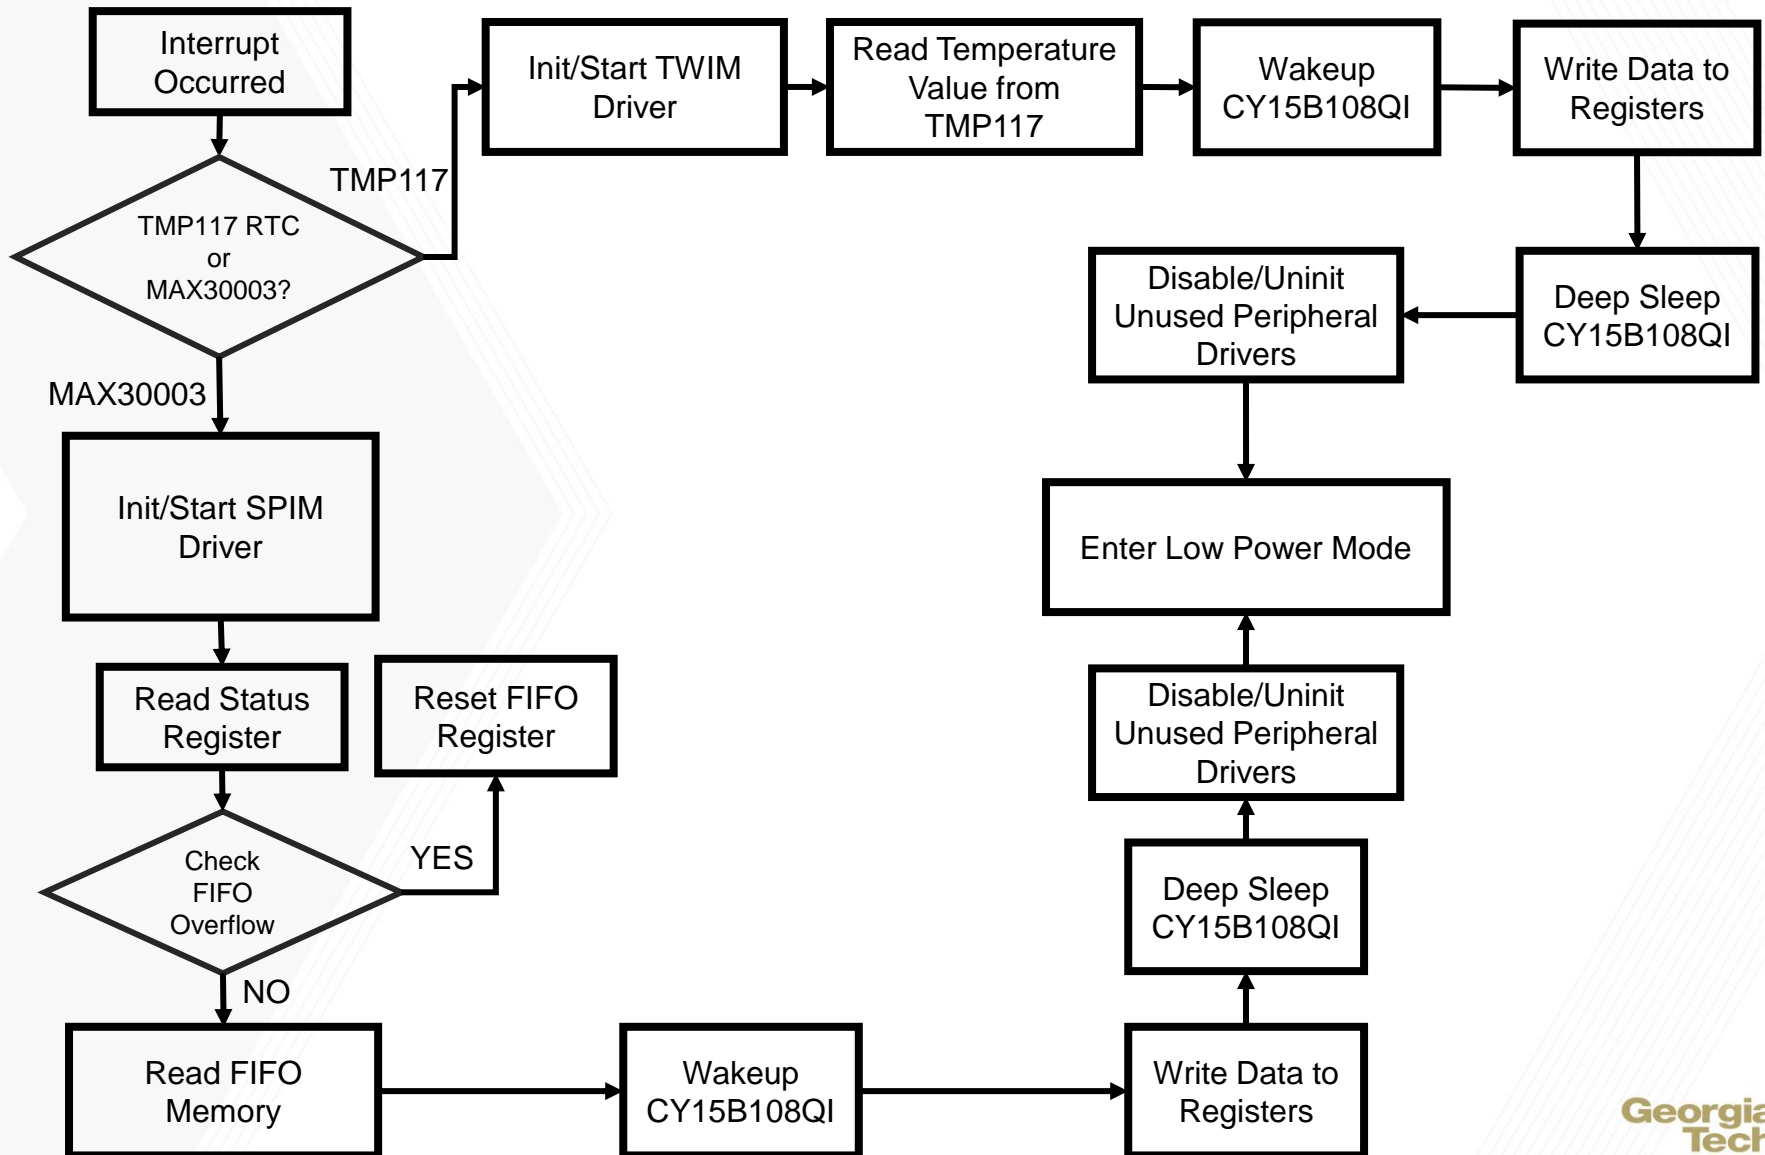 Interrupt
Occurred
Init/Start TWIM
Driver
Read Temperature
Value from
TMP117
Wakeup
CY15B108QI
Write Data to
Registers
TMP117
TMP117 RTC
or
MAX30003?
Disable/Uninit
Unused Peripheral
Drivers
Deep Sleep
CY15B108QI
MAX30003
Init/Start SPIM
Driver
Enter Low Power Mode
Read Status
Register
Reset FIFO
Register
Disable/Uninit
Unused Peripheral
Drivers
Check
FIFO
Overflow
YES
Deep Sleep
CY15B108QI
NO
Read FIFO
Memory
Wakeup
CY15B108QI
Write Data to
Registers
Georgia
Tech